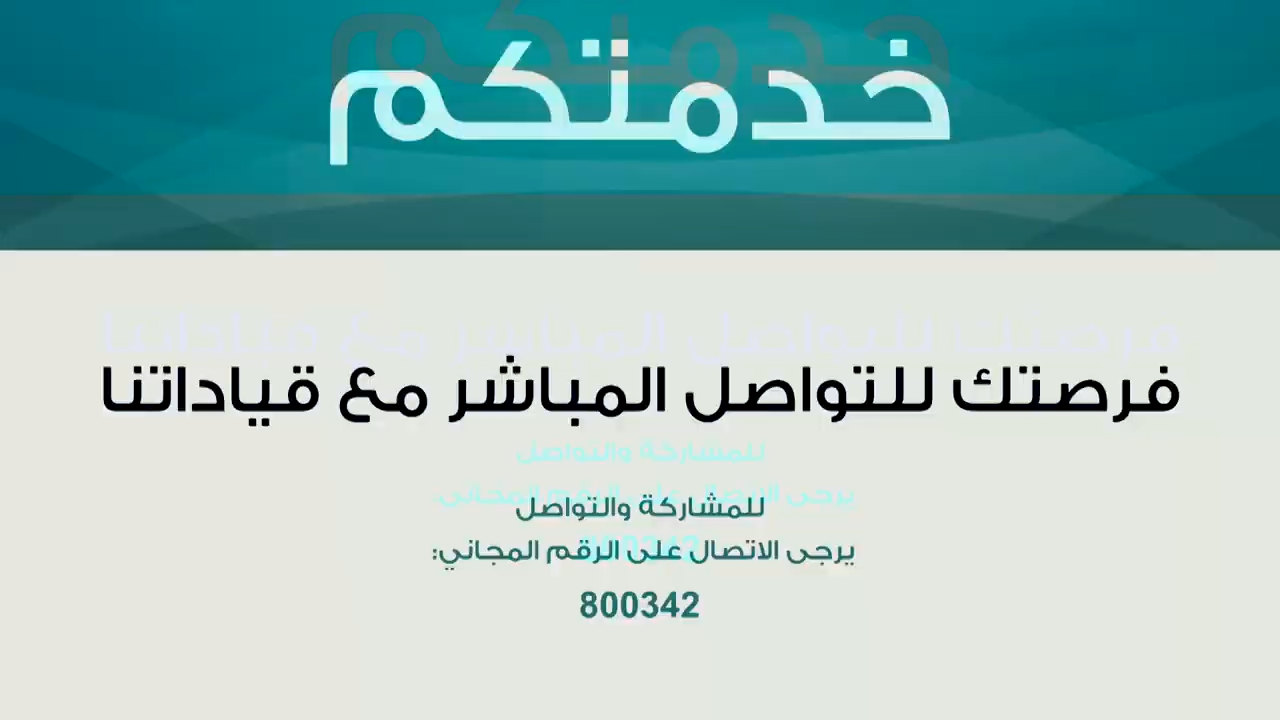 خدمتكم
فرصتك للتواصل المباشر مع قياداتنا
للمشاركة والتواصل
يرجى الاتصال على الرقم المجاني:
800342